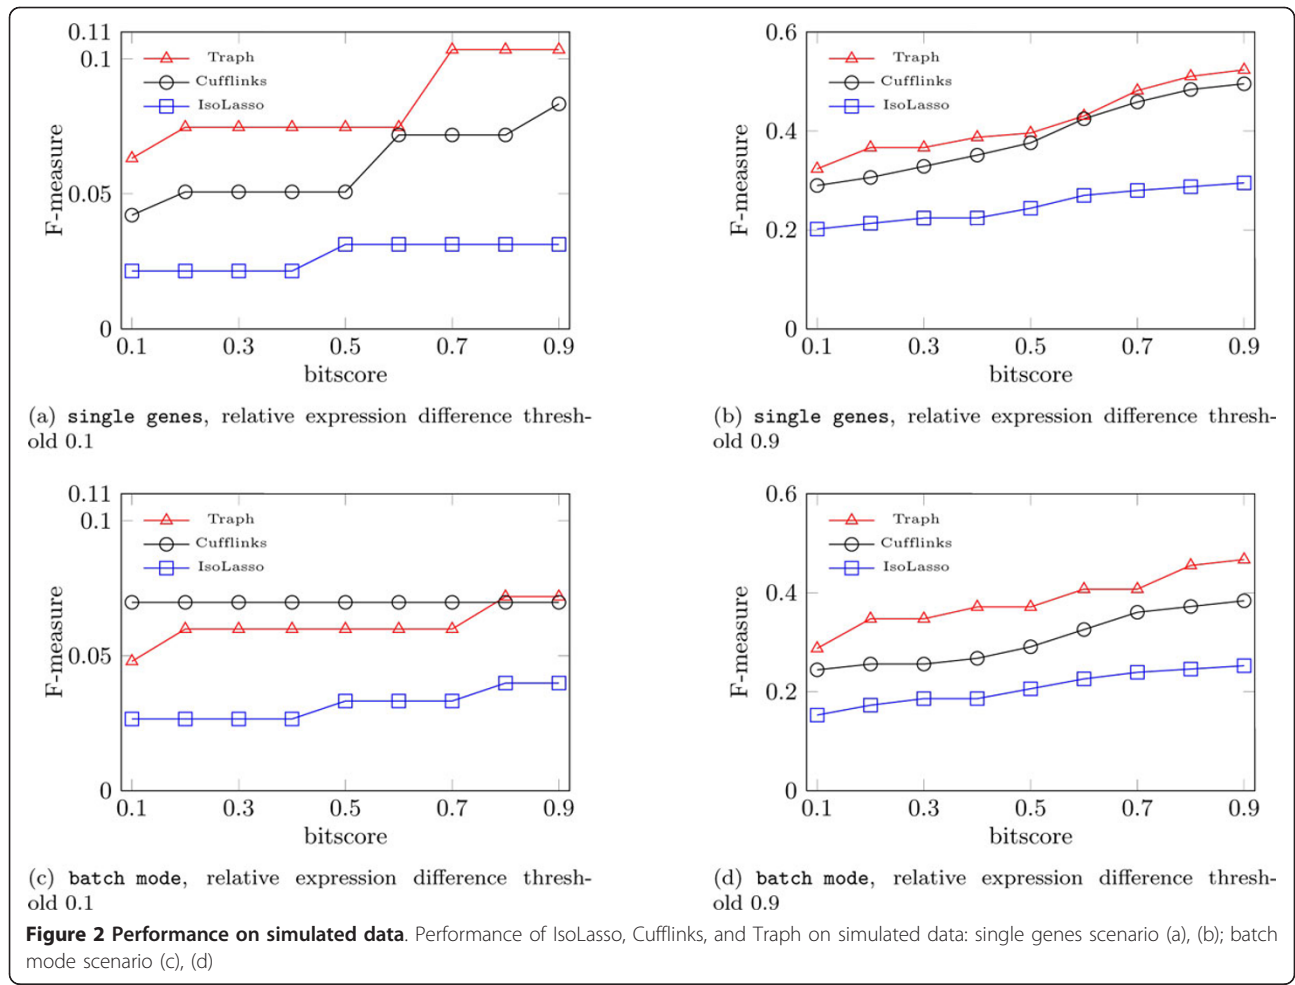 0.11
0.1
0.05
0
F-measure
Traph
Cufflinks
IsoLasso
0.1 0.3 0.5 0.7 0.9
bitscore
(a) single genes, relative expression difference thresh-
old 0.1
0.6
0.4
0.2
0
F-measure
Traph
Cufflinks
IsoLasso
0.1 0.3 0.5 0.7 0.9
bitscore
(b) single genes, relative expression difference thresh-
old 0.9
0.11
0.1
0.05
0
F-measure
Traph
Cufflinks
IsoLasso
0.1 0.3 0.5 0.7 0.9
bitscore
(c) batch mode, relative expression difference thresh-
old 0.1
0.6
0.4
0.2
0
F-measure
Traph
Cufflinks
IsoLasso
0.1 0.3 0.5 0.7 0.9
bitscore
(d) batch mode, relative expression difference thresh-
old 0.9
Figure 2 Performance on simulated data. Performance of IsoLasso, Cufflinks, and Traph on simulated data: single genes scenario (a), (b); batch
mode scenario (c), (d)